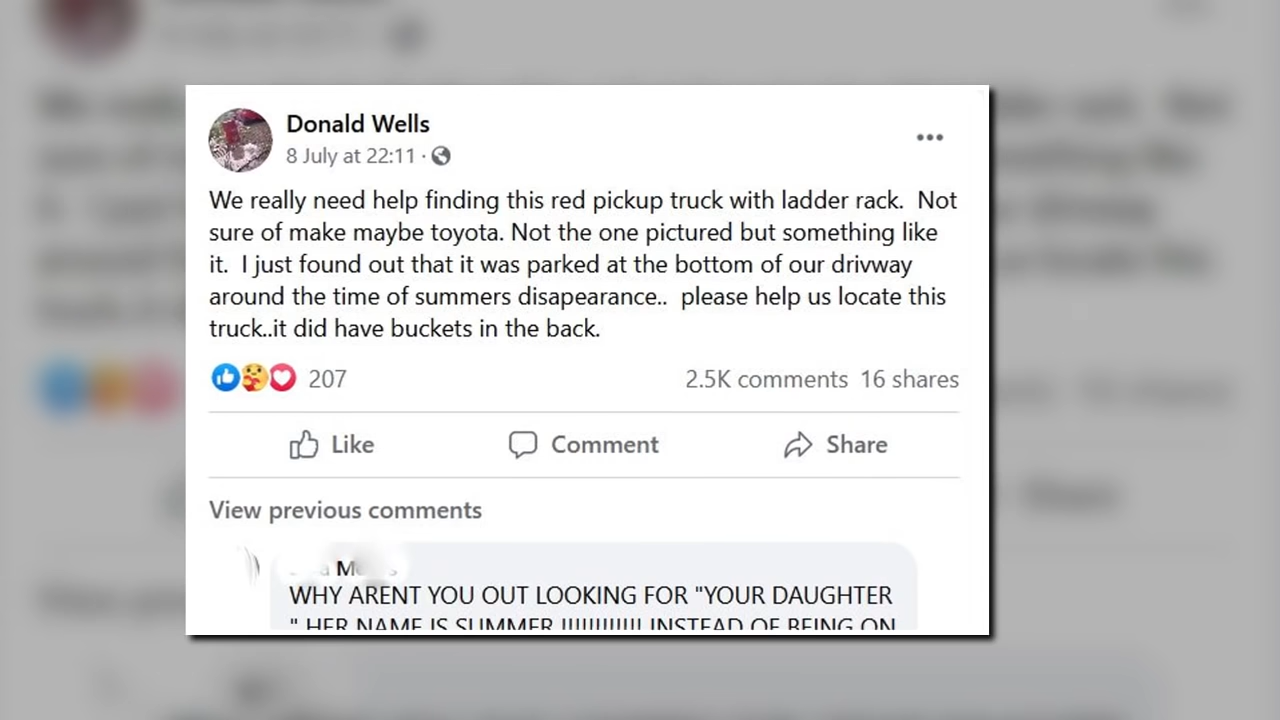 Donald Wells
8 July at 22:11 ·
We really need help finding this red pickup truck with ladder rack.  Not
sure of make maybe toyota. Not the one pictured but something like
it.  I just found out that it was parked at the bottom of our drivway
around the time of summers disapearance..  please help us locate this
truck..it did have buckets in the back.
207
2.5K comments 16 shares
Like Comment Share
View previous comments
WHY ARENT YOU OUT LOOKING FOR "YOUR DAUGHTER
" HER NAME IS SUMMER !!!!!!!!!!!! INSTEAD OF BEING ON